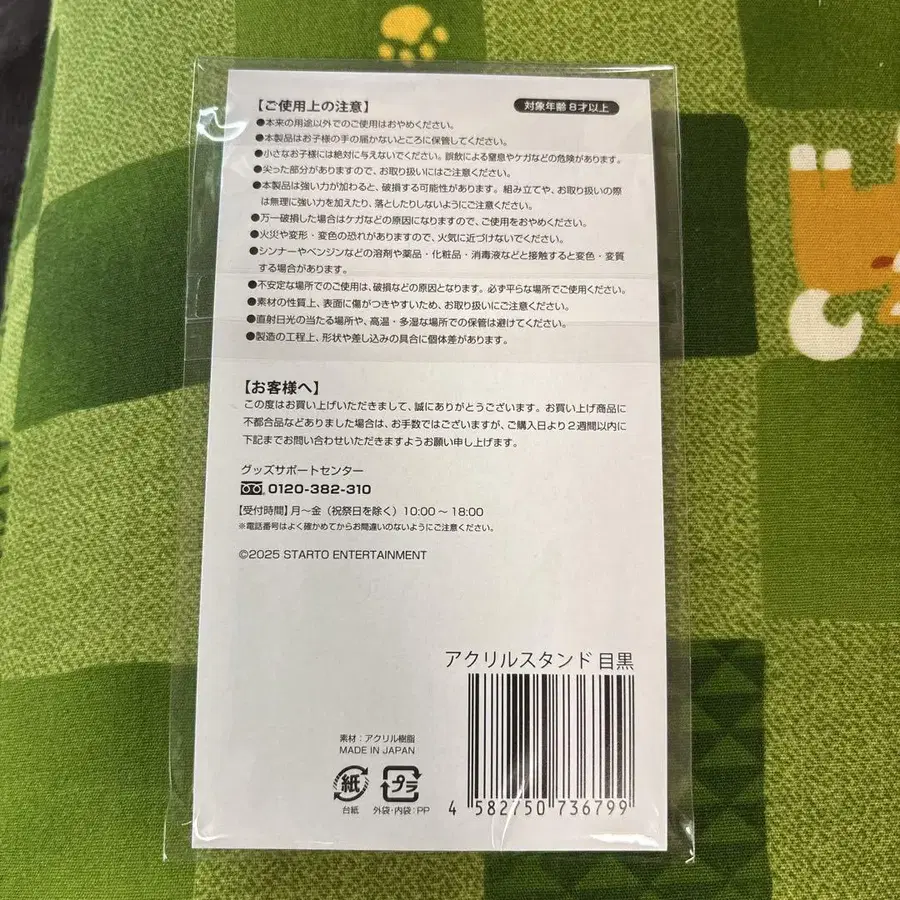 【ご使用上の注意】 対象年齢 8才以上
●本来の用途以外でのご使用はおやめください。
●本製品はお子様の手の届かないところに保管してください。
●小さなお子様には絶対に与えないでください。誤飲による窒息やケガなどの危険があります。
●尖った部分がありますので、お取り扱いにはご注意ください。
●本製品は強い力が加わると、破損する可能性があります。組み立てや、お取り扱いの際
は無理に強い力を加えたり、落としたりしないようにご注意ください。
●万一破損した場合はケガなどの原因になりますので、ご使用をおやめください。
●火災や変形・変色の恐れがありますので、火気に近づけないでください。
●シンナーやベンジンなどの溶剤や薬品・化粧品・消毒液などと接触すると変色・変質
する場合があります。
●不安定な場所でのご使用は、破損などの原因となります。必ず平らな場所でご使用ください。
●素材の性質上、表面に傷がつきやすいため、お取り扱いにご注意ください。
●直射日光の当たる場所や、高温・多湿な場所での保管は避けてください。
●製造の工程上、形状や差し込みの具合に個体差があります。
【お客様へ】
この度はお買い上げいただきまして、誠にありがとうございます。お買い上げ商品に
不都合品などありました場合は、お手数ではございますが、ご購入日より2週間以内に
下記までお問い合わせいただきますようお願い申し上げます。
グッズサポートセンター
0120-382-310
【受付時間】月～金（祝祭日を除く）10:00～18:00
※電話番号はよく確かめてからお間違いのないようにご注意ください。
©2025 STARTO ENTERTAINMENT
アクリルスタンド 目黒
素材：アクリル樹脂
MADE IN JAPAN
紙 プラ
台紙 外袋・内袋：PP
4 582750 736799